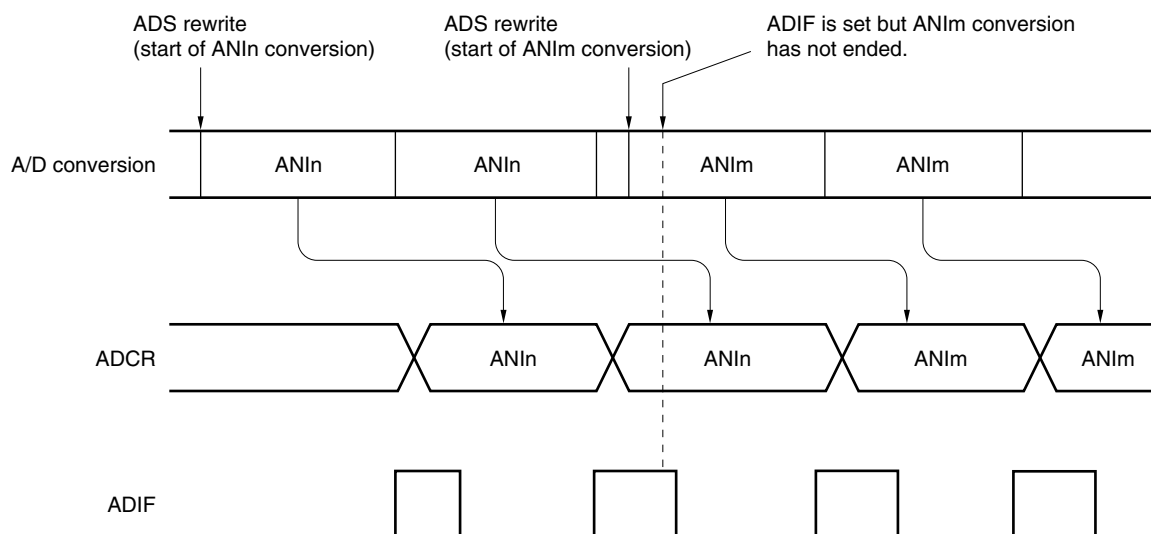 ADS rewrite
(start of ANIn conversion)
ADS rewrite
(start of ANIm conversion)
ADIF is set but ANIm conversion
has not ended.
A/D conversion
ANIn
ANIn
ANIm
ANIm
ADCR
ANIn
ANIn
ANIm
ANIm
ADIF